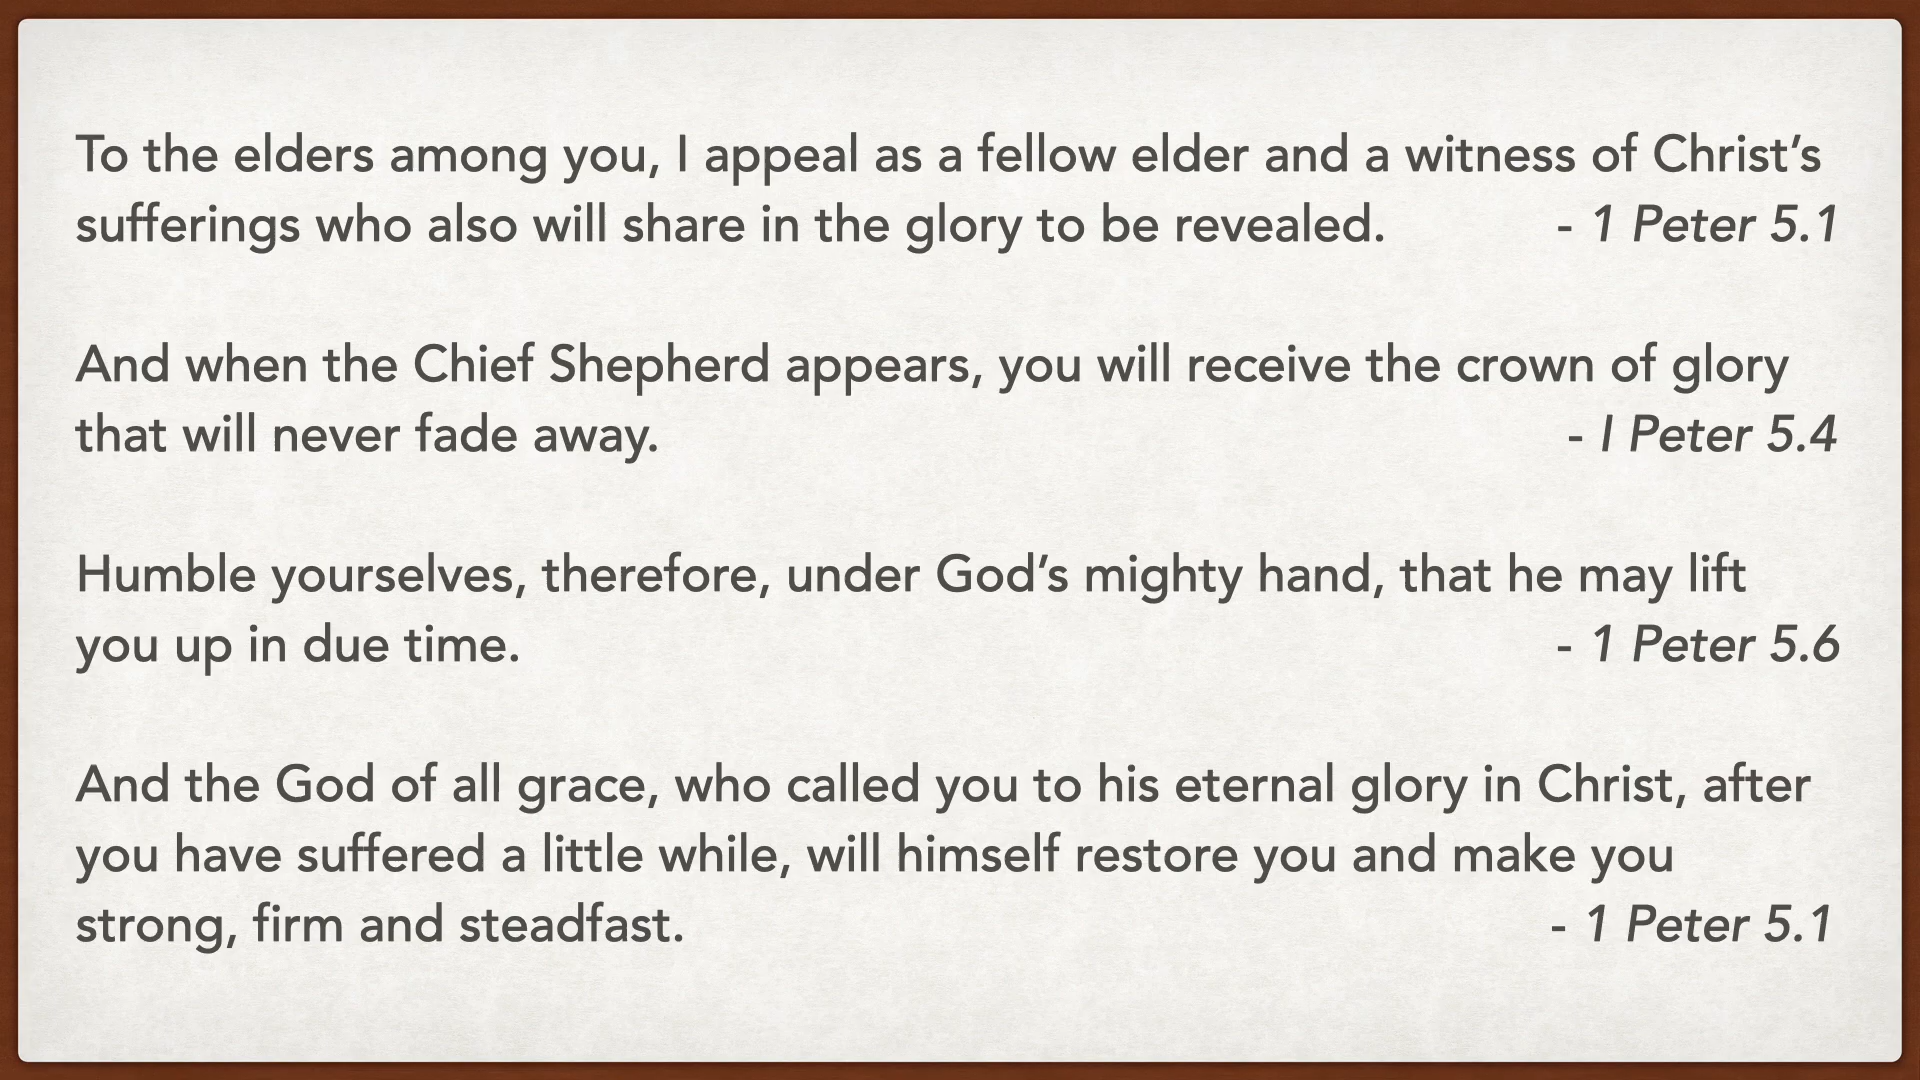 To the elders among you, I appeal as a fellow elder and a witness of Christ’s
sufferings who also will share in the glory to be revealed. - 1 Peter 5.1
And when the Chief Shepherd appears, you will receive the crown of glory
that will never fade away. - I Peter 5.4
Humble yourselves, therefore, under God’s mighty hand, that he may lift
you up in due time. - 1 Peter 5.6
And the God of all grace, who called you to his eternal glory in Christ, after
you have suffered a little while, will himself restore you and make you
strong, firm and steadfast. - 1 Peter 5.1